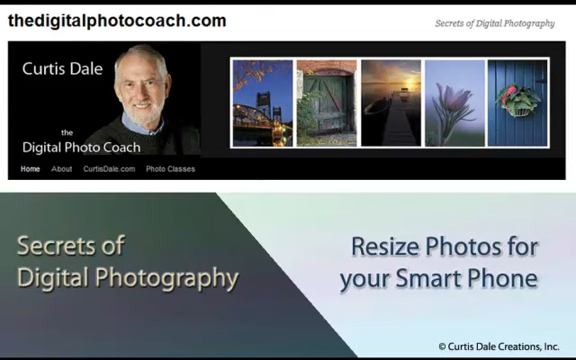 thedigitalphotocoach.com
Secrets of Digital Photography
Curtis Dale
the
Digital Photo Coach
Home About CurtisDale.com Photo Classes
Secrets of
Digital Photography
Resize Photos for
your Smart Phone
© Curtis Dale Creations, Inc.